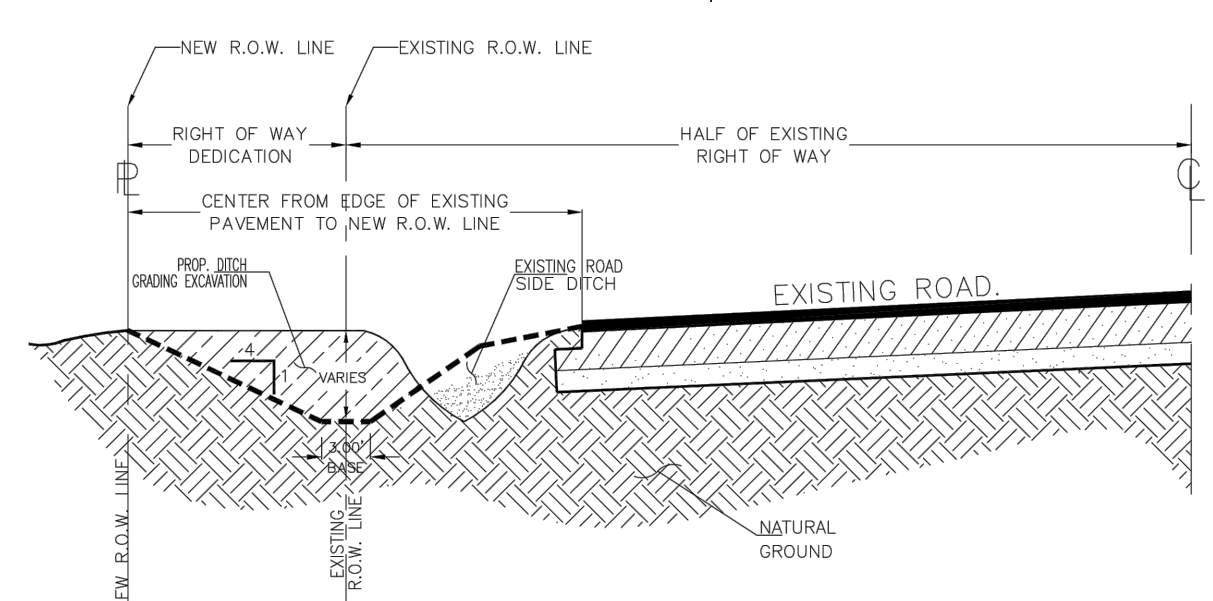 NEW R.O.W. LINE
EXISTING R.O.W. LINE
RIGHT OF WAY
DEDICATION
HALF OF EXISTING
RIGHT OF WAY
PL
CL
CENTER FROM EDGE OF EXISTING
PAVEMENT TO NEW R.O.W. LINE
PROP. DITCH
GRADING EXCAVATION
EXISTING ROAD
SIDE DITCH
EXISTING ROAD.
4
1
VARIES
3.00'
BASE
EW R.O.W. LINE
EXISTING
R.O.W. LINE
NATURAL
GROUND